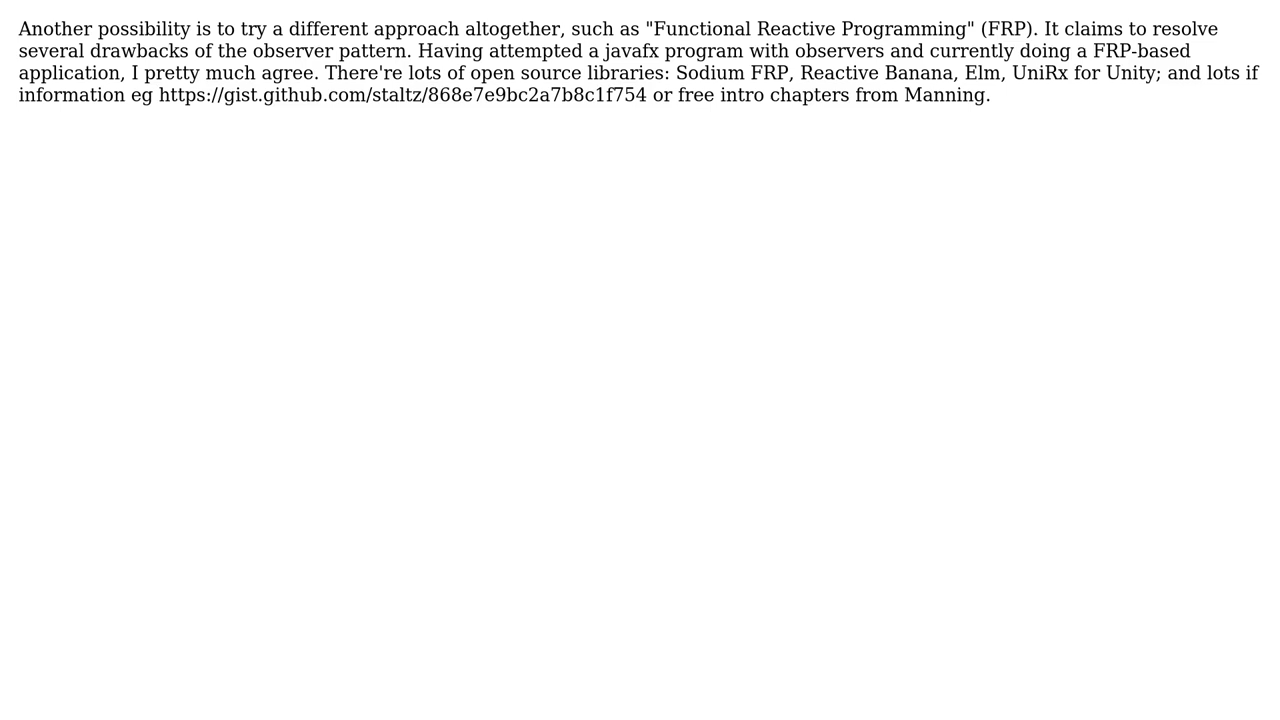 Another possibility is to try a different approach altogether, such as "Functional Reactive Programming" (FRP). It claims to resolve
several drawbacks of the observer pattern. Having attempted a javafx program with observers and currently doing a FRP-based
application, I pretty much agree. There're lots of open source libraries: Sodium FRP, Reactive Banana, Elm, UniRx for Unity; and lots if
information eg https://gist.github.com/staltz/868e7e9bc2a7b8c1f754 or free intro chapters from Manning.